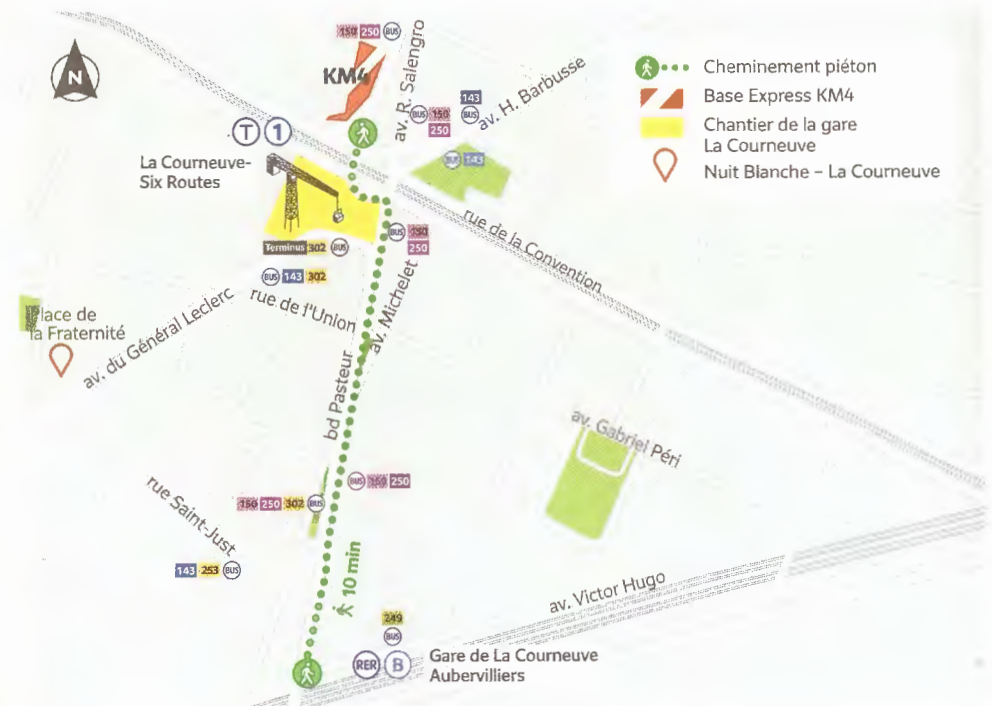 150 250 BUS
KM4
av. R. Salengro
av. H. Barbusse
143
BUS 150 BUS
250
BUS 143
N
T 1
La Courneuve-
Six Routes
Cheminement piéton
Base Express KM4
Chantier de la gare
La Courneuve
Nuit Blanche – La Courneuve
rue de la Convention
BUS 150
250
Terminus 302 BUS
BUS 143 302
rue de l'Union
av. Michelet
Place de
la Fraternité
av. du Général Leclerc
bd Pasteur
av. Gabriel Péri
BUS 150 250
150 250 302 BUS
rue Saint-Just
143 253 BUS
10 min
av. Victor Hugo
249
BUS
RER B
Gare de La Courneuve
Aubervilliers